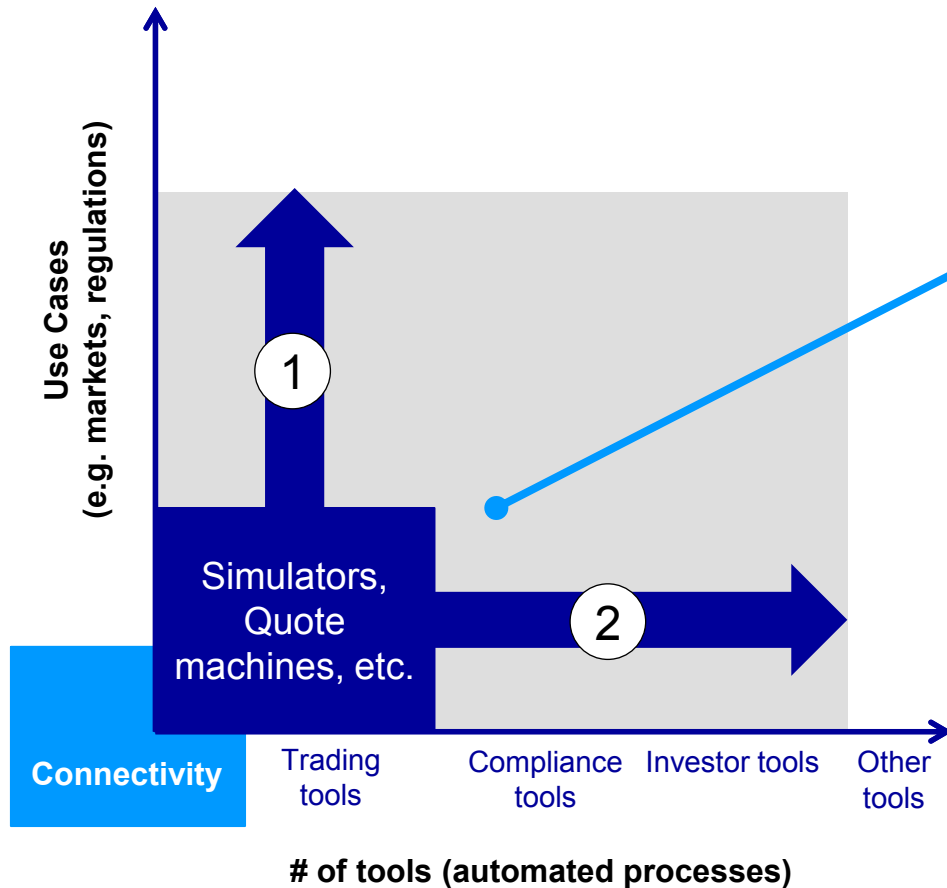 Use Cases
(e.g. markets, regulations)
1
Simulators,
Quote
machines, etc.
2
Connectivity
Trading
tools
Compliance
tools
Investor tools
Other
tools
# of tools (automated processes)